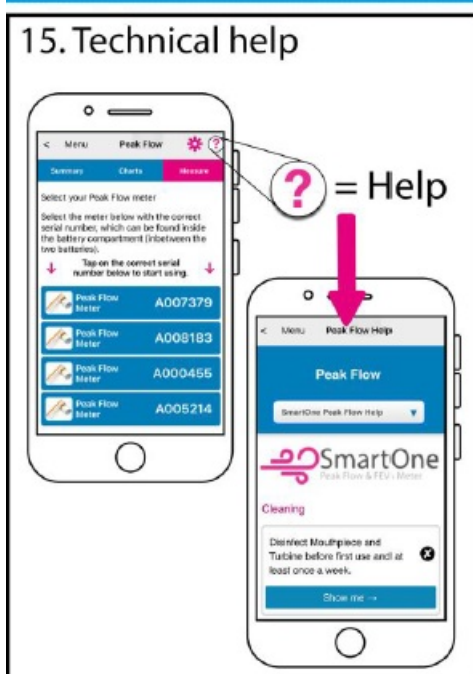 15. Technical help
< Menu Peak Flow ?
Summary Charts Measure
Select your Peak Flow meter
Select the meter below with the correct
serial number, which can be found inside
the battery compartment (inbetween the
two batteries).
Tap on the correct serial
number below to start using.
Peak Flow
Meter
A007379
Peak Flow
Meter
A008183
Peak Flow
Meter
A000455
Peak Flow
Meter
A005214
? = Help
< Menu Peak Flow Help
Peak Flow
SmartOne Peak Flow Help
SmartOne
Peak Flow & FEV1 Meter
Cleaning
Disinfect Mouthpiece and
Turbine before first use and at
least once a week.
Show me →